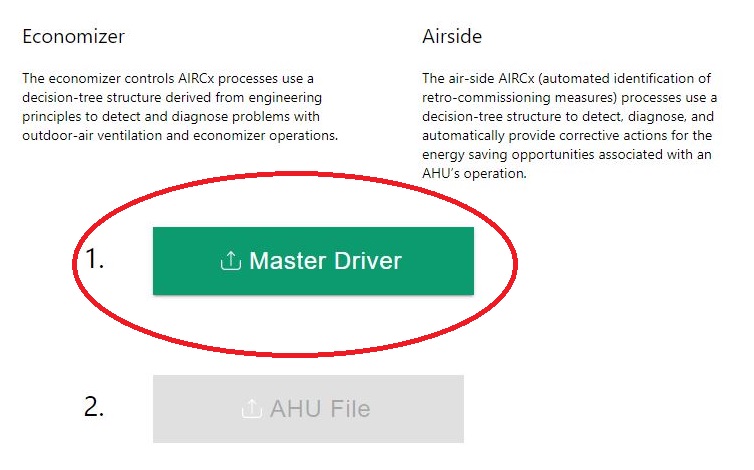 Economizer
The economizer controls AIRCx processes use a
decision-tree structure derived from engineering
principles to detect and diagnose problems with
outdoor-air ventilation and economizer operations.
Airside
The air-side AIRCx (automated identification of
retro-commissioning measures) processes use a
decision-tree structure to detect, diagnose, and
automatically provide corrective actions for the
energy saving opportunities associated with an
AHU's operation.
1. Master Driver
2. AHU File